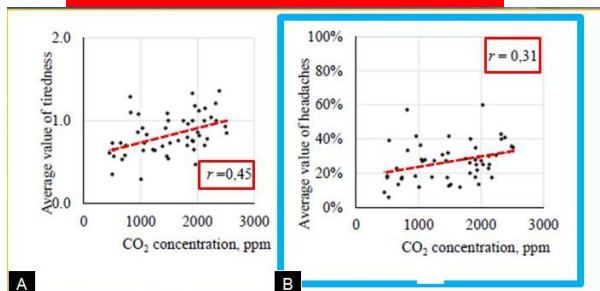 Average value of tiredness
2.0
1.0
0.0
r =0,45
0 1000 2000 3000
CO2 concentration, ppm
A
Average value of headaches
100%
80%
60%
40%
20%
0%
r = 0,31
0 1000 2000 3000
CO2 concentration, ppm
B